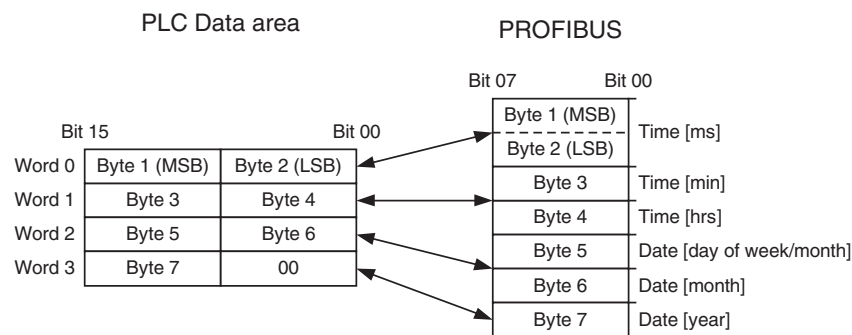 PLC Data area
PROFIBUS
Bit 07 Bit 00
Byte 1 (MSB)
Time [ms]
Byte 2 (LSB)
Bit 15 Bit 00
Word 0 Byte 1 (MSB) Byte 2 (LSB)
Word 1 Byte 3 Byte 4
Word 2 Byte 5 Byte 6
Word 3 Byte 7 00
Byte 3 Time [min]
Byte 4 Time [hrs]
Byte 5 Date [day of week/month]
Byte 6 Date [month]
Byte 7 Date [year]